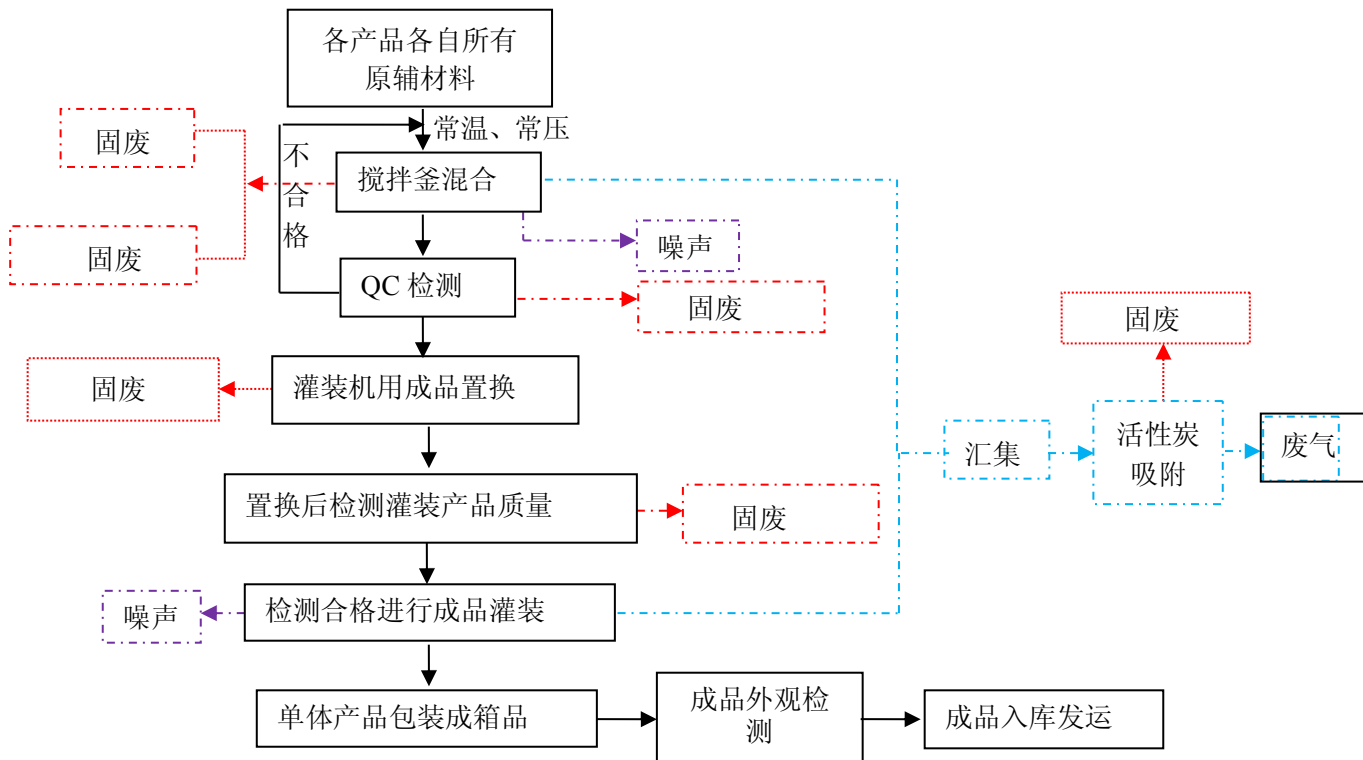 各产品各自所有
原辅材料
固废
常温、常压
不
合
格
搅拌釜混合
噪声
固废
QC 检测
固废
固废
固废
灌装机用成品置换
活性炭
吸附
废气
汇集
置换后检测灌装产品质量
固废
噪声
检测合格进行成品灌装
单体产品包装成箱品
成品外观检
测
成品入库发运